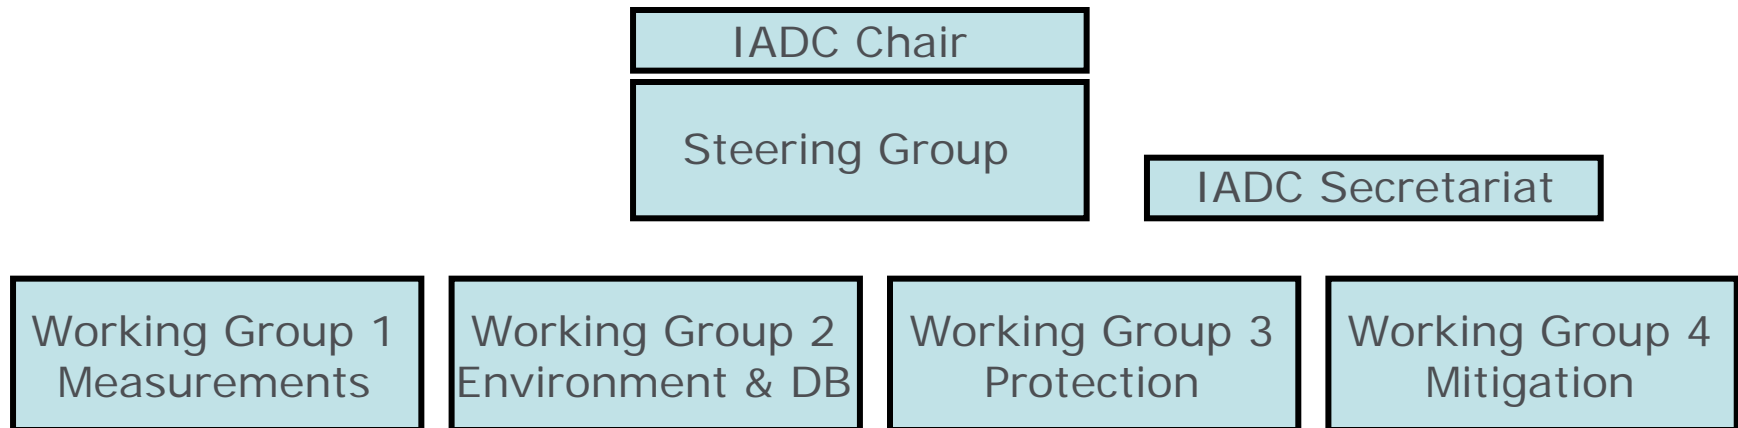 IADC Chair
Steering Group
IADC Secretariat
Working Group 1
Measurements
Working Group 2
Environment & DB
Working Group 3
Protection
Working Group 4
Mitigation